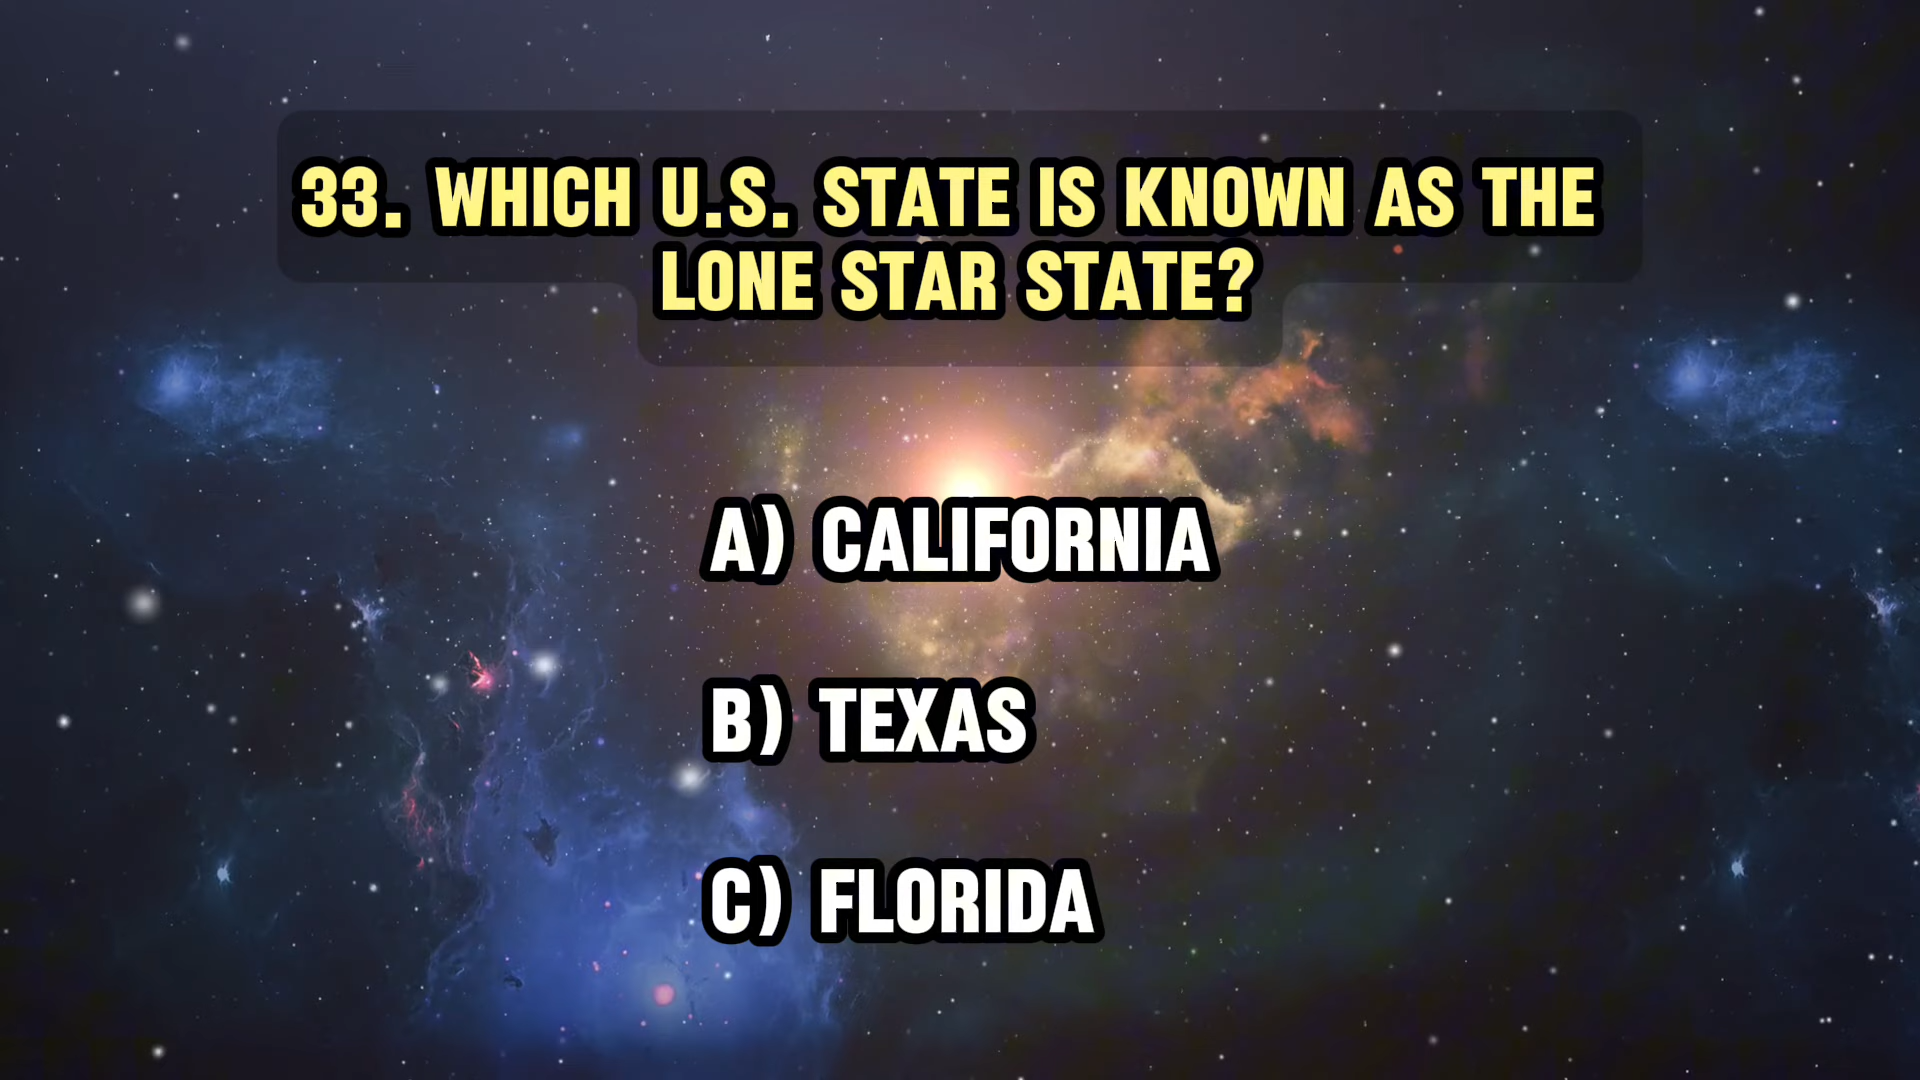 33. WHICH U.S. STATE IS KNOWN AS THE
LONE STAR STATE?
A) CALIFORNIA
B) TEXAS
C) FLORIDA